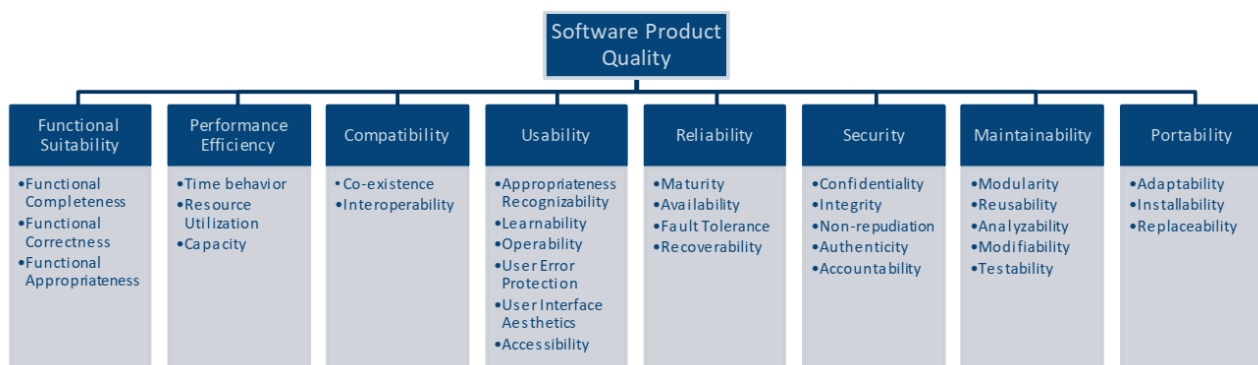 Software Product
Quality
Functional
Suitability
•Functional
Completeness
•Functional
Correctness
•Functional
Appropriateness
Performance
Efficiency
•Time behavior
•Resource
Utilization
•Capacity
Compatibility
•Co-existence
•Interoperability
Usability
•Appropriateness
Recognizability
•Learnability
•Operability
•User Error
Protection
•User Interface
Aesthetics
•Accessibility
Reliability
•Maturity
•Availability
•Fault Tolerance
•Recoverability
Security
•Confidentiality
•Integrity
•Non-repudiation
•Authenticity
•Accountability
Maintainability
•Modularity
•Reusability
•Analyzability
•Modifiability
•Testability
Portability
•Adaptability
•Installability
•Replaceability